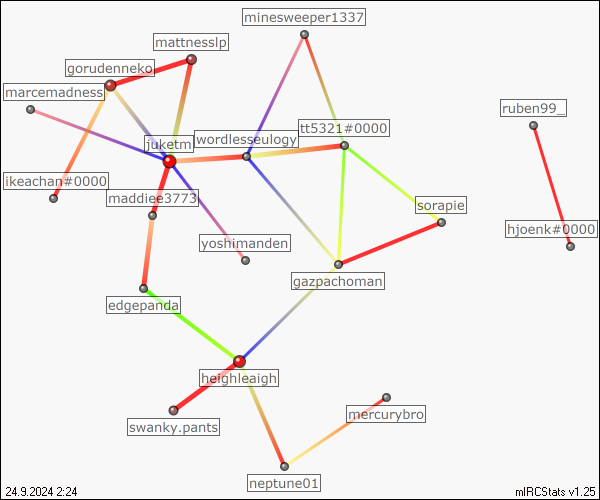 minesweeper1337
mattnesslp
gorudenneko
marcemadness
ruben99_
tt5321#0000
wordlesseulogy
juketm
ikeachan#0000
maddiee3773
sorapie
hjoenk#0000
yoshimanden
gazpachoman
edgepanda
heighleaigh
mercurybro
swanky.pants
neptune01
24.9.2024 2:24
mIRCStats v1.25